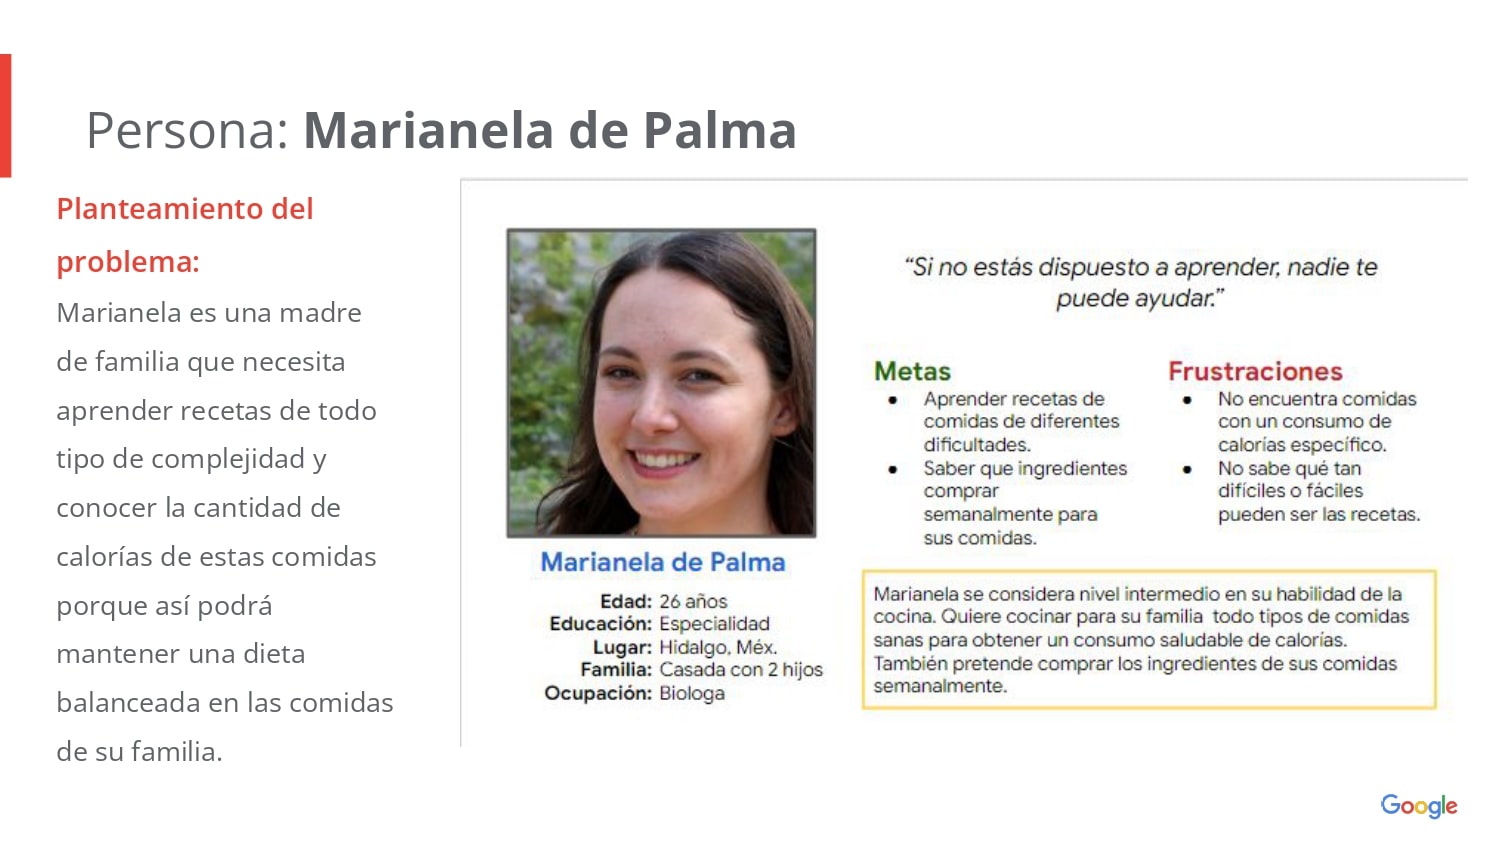 Persona: Marianela de Palma
Planteamiento del
problema:
Marianela es una madre
de familia que necesita
aprender recetas de todo
tipo de complejidad y
conocer la cantidad de
calorías de estas comidas
porque así podrá
mantener una dieta
balanceada en las comidas
de su familia.
Marianela de Palma
Edad: 26 años
Educación: Especialidad
Lugar: Hidalgo, Méx.
Familia: Casada con 2 hijos
Ocupación: Biologa
“Si no estás dispuesto a aprender, nadie te
puede ayudar.”
Metas
● Aprender recetas de
comidas de diferentes
dificultades.
● Saber que ingredientes
comprar
semanalmente para
sus comidas.
Frustraciones
● No encuentra comidas
con un consumo de
calorías específico.
● No sabe qué tan
difíciles o fáciles
pueden ser las recetas.
Marianela se considera nivel intermedio en su habilidad de la
cocina. Quiere cocinar para su familia todo tipos de comidas
sanas para obtener un consumo saludable de calorías.
También pretende comprar los ingredientes de sus comidas
semanalmente.
Google